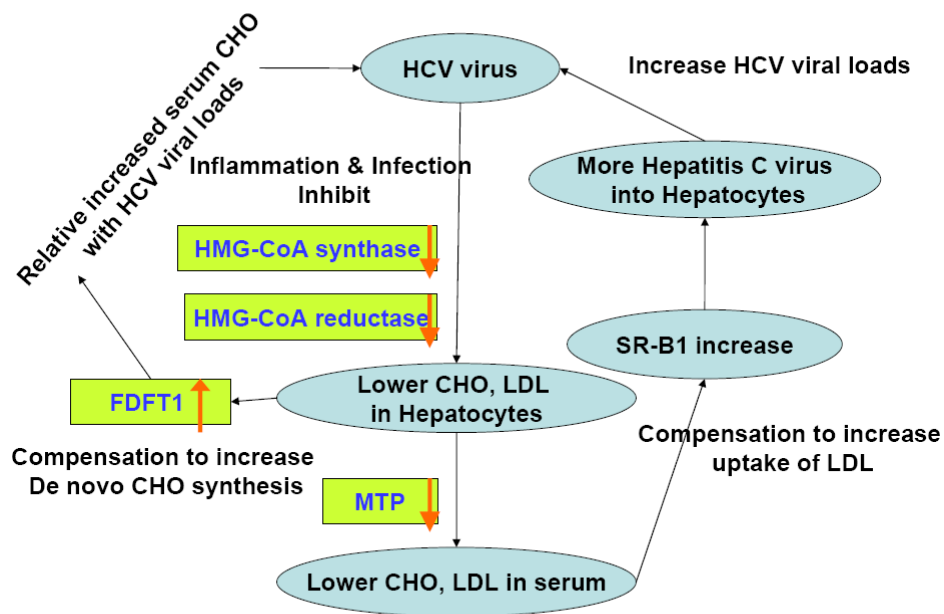 HCV virus
Increase HCV viral loads
Relative increased serum CHO
with HCV viral loads
Inflammation & Infection
Inhibit
More Hepatitis C virus
into Hepatocytes
HMG-CoA synthase
HMG-CoA reductase
SR-B1 increase
Lower CHO, LDL
in Hepatocytes
FDFT1
Compensation to increase
uptake of LDL
Compensation to increase
De novo CHO synthesis
MTP
Lower CHO, LDL in serum